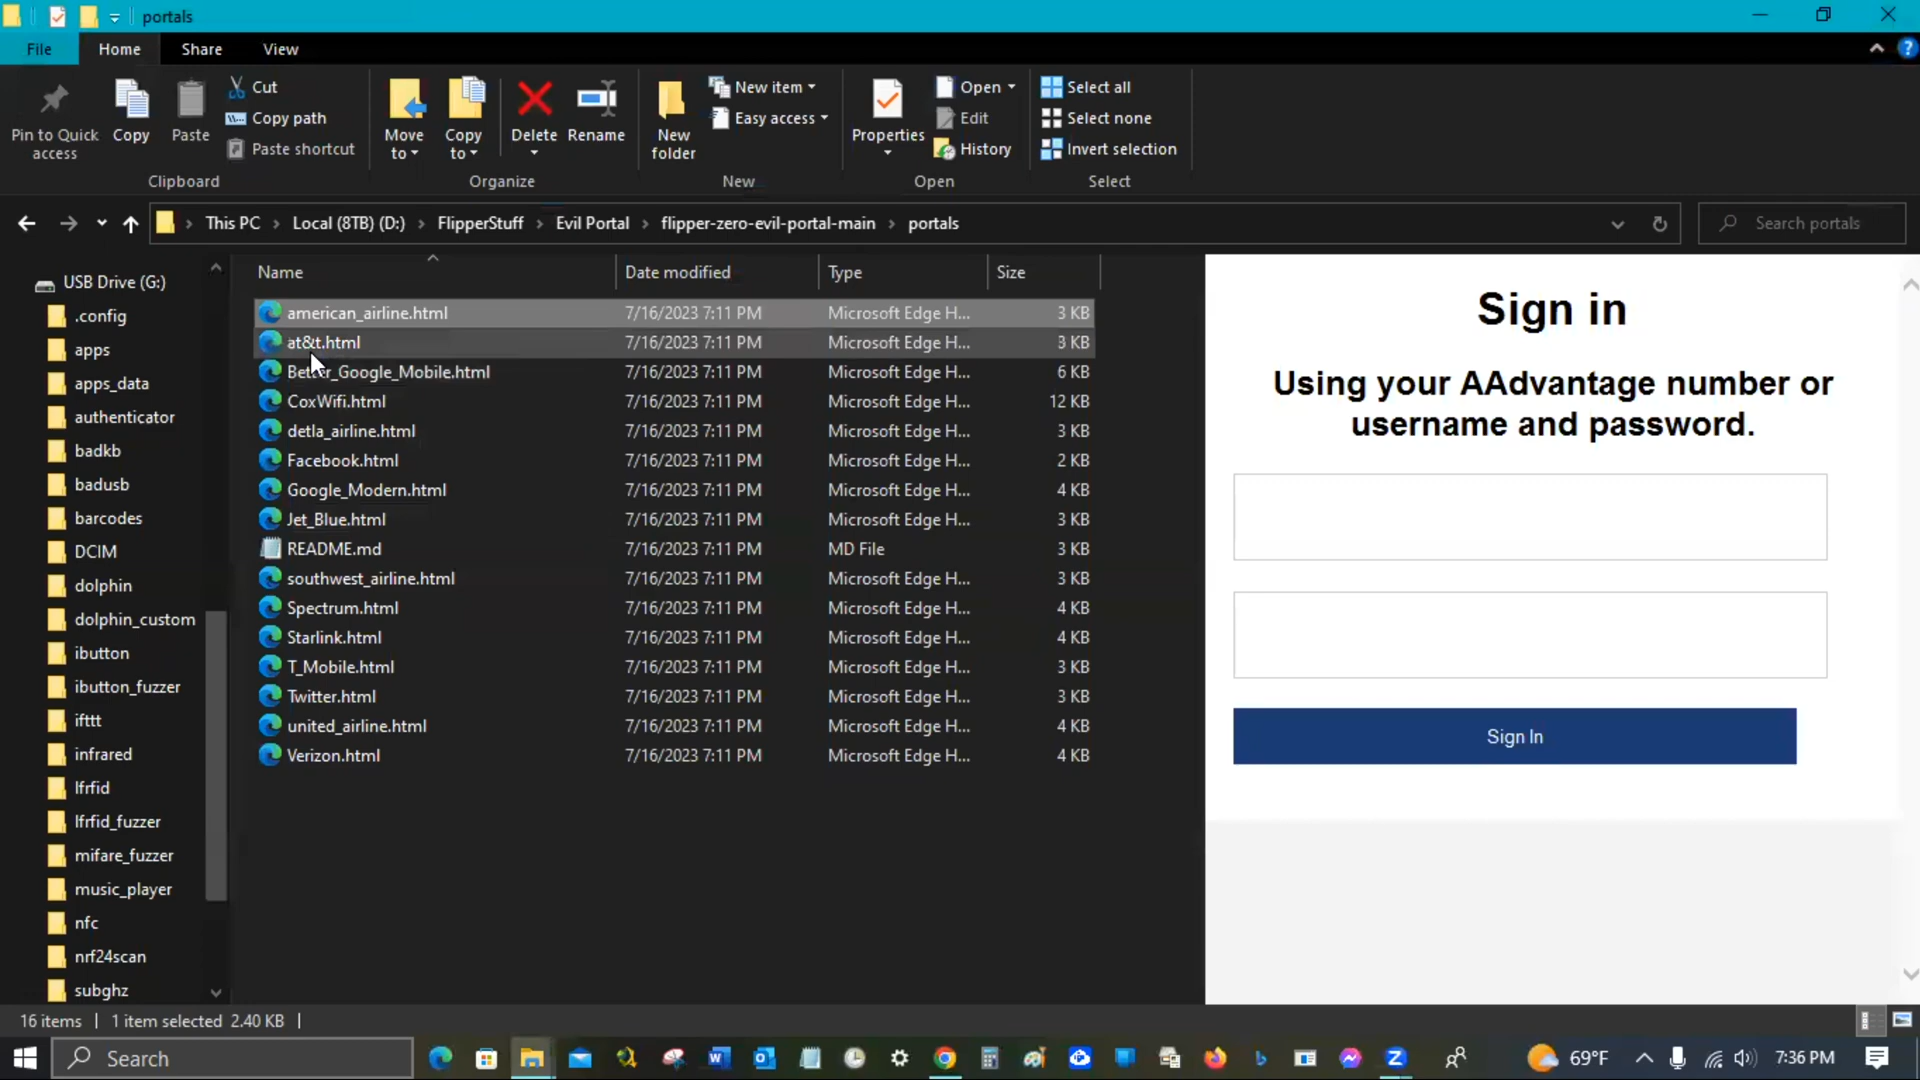 portals
File Home Share View
Pin to Quick access
Copy
Paste
Cut
Copy path
Paste shortcut
Clipboard
Move to
Copy to
Delete
Rename
Organize
New folder
New item
Easy access
New
Properties
Open
Edit
History
Open
Select all
Select none
Invert selection
Select
This PC › Local (8TB) (D:) › FlipperStuff › Evil Portal › flipper-zero-evil-portal-main › portals
Search portals
USB Drive (G:)
.config
apps
apps_data
authenticator
badkb
badusb
barcodes
DCIM
dolphin
dolphin_custom
ibutton
ibutton_fuzzer
ifttt
infrared
lfrfid
lfrfid_fuzzer
mifare_fuzzer
music_player
nfc
nrf24scan
subghz
Name Date modified Type Size
american_airline.html 7/16/2023 7:11 PM Microsoft Edge H... 3 KB
at&t.html 7/16/2023 7:11 PM Microsoft Edge H... 3 KB
Better_Google_Mobile.html 7/16/2023 7:11 PM Microsoft Edge H... 6 KB
CoxWifi.html 7/16/2023 7:11 PM Microsoft Edge H... 12 KB
detla_airline.html 7/16/2023 7:11 PM Microsoft Edge H... 3 KB
Facebook.html 7/16/2023 7:11 PM Microsoft Edge H... 2 KB
Google_Modern.html 7/16/2023 7:11 PM Microsoft Edge H... 4 KB
Jet_Blue.html 7/16/2023 7:11 PM Microsoft Edge H... 3 KB
README.md 7/16/2023 7:11 PM MD File 3 KB
southwest_airline.html 7/16/2023 7:11 PM Microsoft Edge H... 3 KB
Spectrum.html 7/16/2023 7:11 PM Microsoft Edge H... 4 KB
Starlink.html 7/16/2023 7:11 PM Microsoft Edge H... 4 KB
T_Mobile.html 7/16/2023 7:11 PM Microsoft Edge H... 3 KB
Twitter.html 7/16/2023 7:11 PM Microsoft Edge H... 3 KB
united_airline.html 7/16/2023 7:11 PM Microsoft Edge H... 4 KB
Verizon.html 7/16/2023 7:11 PM Microsoft Edge H... 4 KB
Sign in
Using your AAdvantage number or
username and password.
Sign In
16 items | 1 item selected 2.40 KB |
Search
69°F
7:36 PM